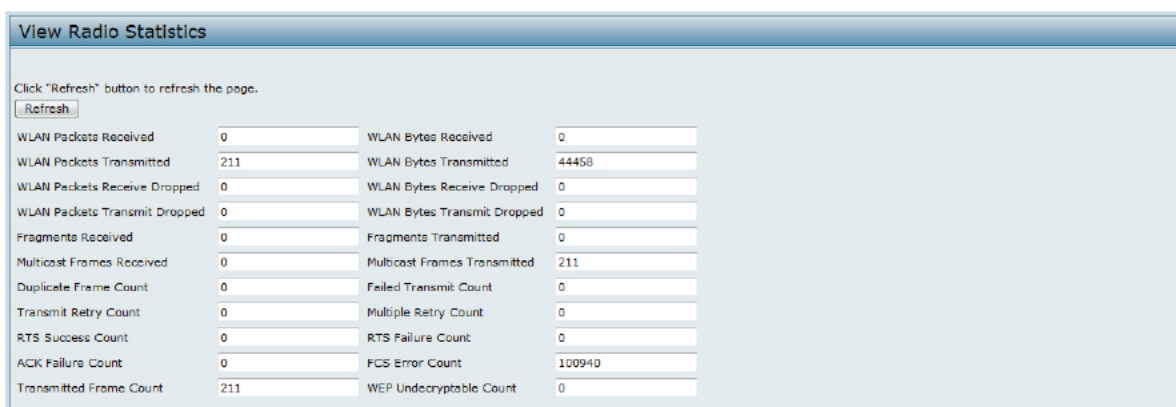 View Radio Statistics
Click "Refresh" button to refresh the page.
Refresh
WLAN Packets Received 0 WLAN Bytes Received 0
WLAN Packets Transmitted 211 WLAN Bytes Transmitted 44458
WLAN Packets Receive Dropped 0 WLAN Bytes Receive Dropped 0
WLAN Packets Transmit Dropped 0 WLAN Bytes Transmit Dropped 0
Fragments Received 0 Fragments Transmitted 0
Multicast Frames Received 0 Multicast Frames Transmitted 211
Duplicate Frame Count 0 Failed Transmit Count 0
Transmit Retry Count 0 Multiple Retry Count 0
RTS Success Count 0 RTS Failure Count 0
ACK Failure Count 0 FCS Error Count 100940
Transmitted Frame Count 211 WEP Undecryptable Count 0